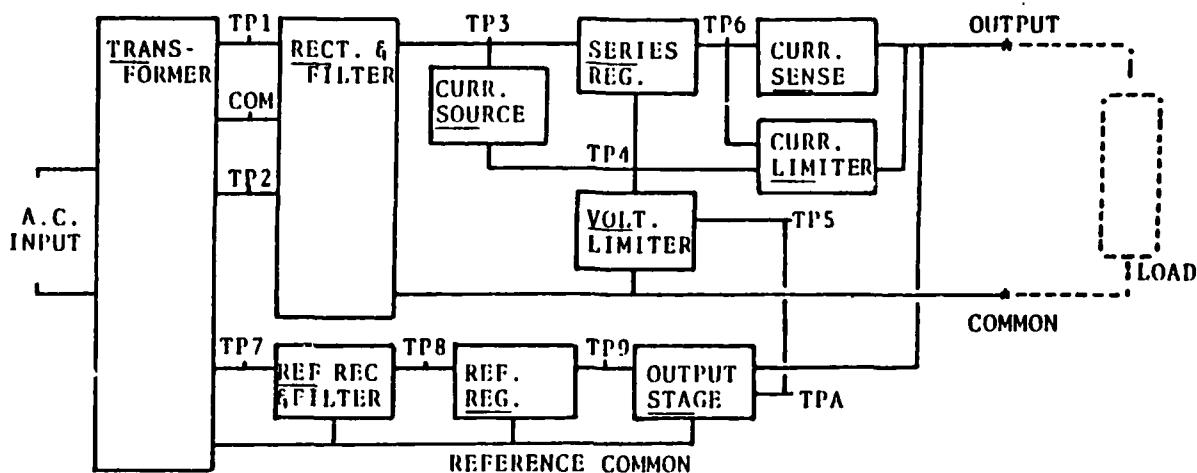 TP1
TP3
TP6
OUTPUT
TRANS-
FORMER
RECT. &
FILTER
SERIES
REG.
CURR.
SENSE
COM
CURR.
SOURCE
CURR.
LIMITER
TP4
TP2
A.C.
INPUT
VOLT.
LIMITER
TP5
LOAD
COMMON
TP7
TP8
TP9
REF REC
&FILTER
REF.
REG.
OUTPUT
STAGE
TPA
REFERENCE COMMON